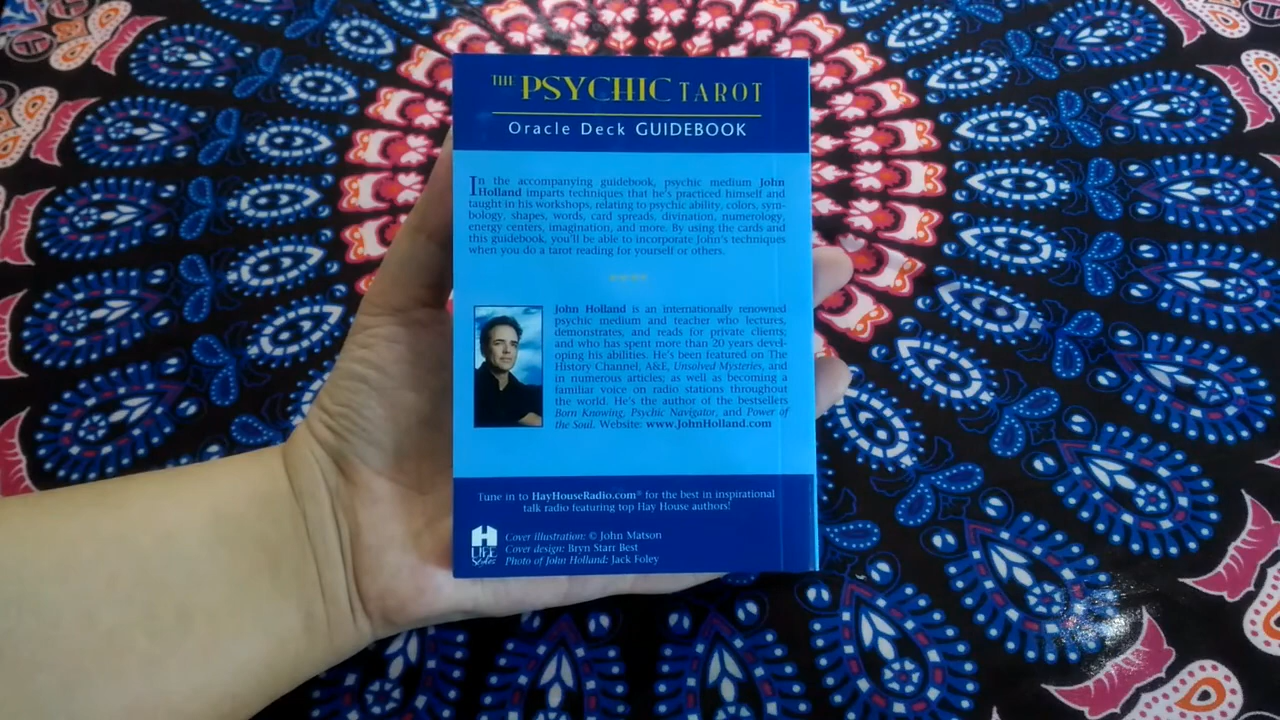 THE PSYCHIC TAROT
Oracle Deck GUIDEBOOK
In the accompanying guidebook, psychic medium John
Holland imparts techniques that he's practiced himself and
taught in his workshops, relating to psychic ability, colors, sym-
bology, shapes, words, card spreads, divination, numerology,
energy centers, imagination, and more. By using the cards and
this guidebook, you'll be able to incorporate John's techniques
when you do a tarot reading for yourself or others.
John Holland is an internationally renowned
psychic medium and teacher who lectures,
demonstrates, and reads for private clients;
and who has spent more than 20 years devel-
oping his abilities. He's been featured on The
History Channel, A&E, Unsolved Mysteries, and
in numerous articles; as well as becoming a
familiar voice on radio stations throughout
the world. He's the author of the bestsellers
Born Knowing, Psychic Navigator, and Power of
the Soul. Website: www.JohnHolland.com
Tune in to HayHouseRadio.com® for the best in inspirational
talk radio featuring top Hay House authors!
H
LIFE
Styles
Cover illustration: © John Matson
Cover design: Bryn Starr Best
Photo of John Holland: Jack Foley